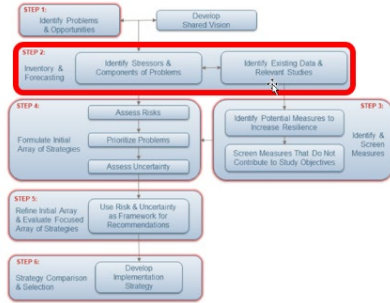 STEP 1:
Identify Problems
& Opportunities
Develop
Shared Vision
STEP 2:
Inventory &
Forecasting
Identify Stressors &
Components of Problems
Identify Existing Data &
Relevant Studies
STEP 4:
Formulate Initial
Array of Strategies
Assess Risks
Prioritize Problems
Assess Uncertainty
STEP 3:
Identify Potential Measures to
Increase Resilience
Screen Measures That Do Not
Contribute to Study Objectives
Identify &
Screen
Measures
STEP 5:
Refine Initial Array
& Evaluate Focused
Array of Strategies
Use Risk & Uncertainty
as Framework for
Recommendations
STEP 6:
Strategy Comparison
& Selection
Develop
Implementation
Strategy